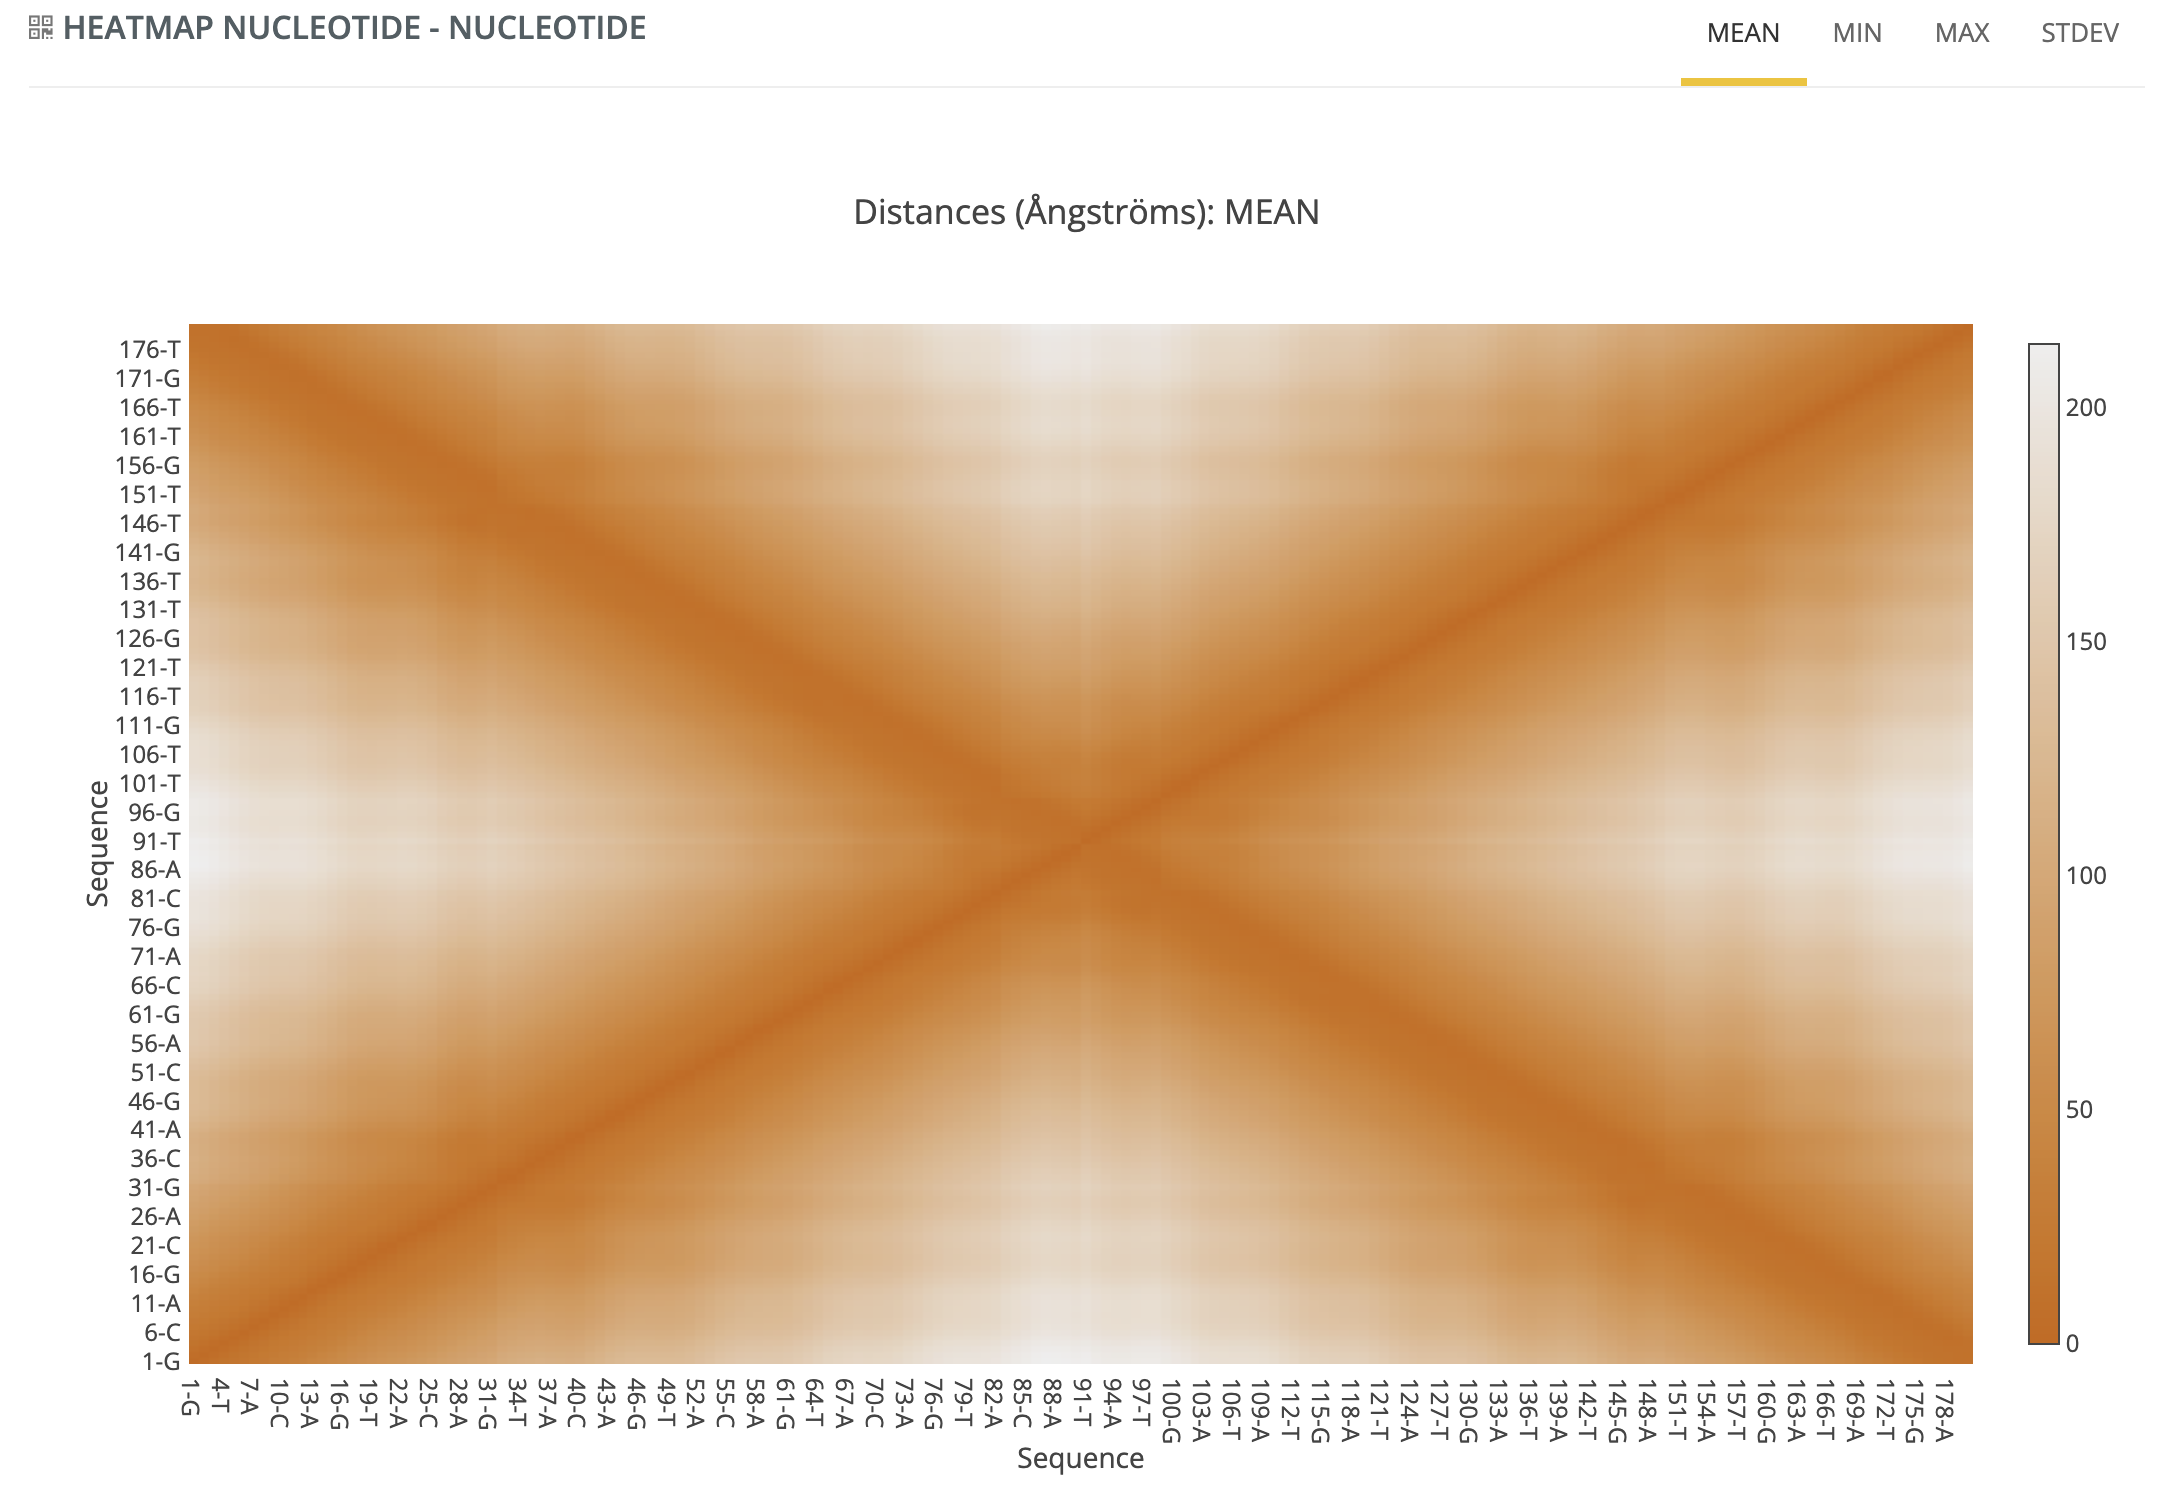 HEATMAP NUCLEOTIDE - NUCLEOTIDE
MEAN MIN MAX STDEV
Distances (Ångströms): MEAN
176-T
171-G
166-T
161-T
156-G
151-T
146-T
141-G
136-T
131-T
126-G
121-T
116-T
111-G
106-T
101-T
96-G
91-T
86-A
81-C
76-G
71-A
66-C
61-G
56-A
51-C
46-G
41-A
36-C
31-G
26-A
21-C
16-G
11-A
6-C
1-G
Sequence
1-G 4-T 7-A 10-C 13-A 16-G 19-T 22-A 25-C 28-A 31-G 34-T 37-A 40-C 43-A 46-G 49-T 52-A 55-C 58-A 61-G 64-T 67-A 70-C 73-A 76-G 79-T 82-A 85-C 88-A 91-T 94-A 97-T 100-G 103-A 106-T 109-A 112-T 115-G 118-A 121-T 124-A 127-T 130-G 133-A 136-T 139-A 142-T 145-G 148-A 151-T 154-A 157-T 160-G 163-A 166-T 169-A 172-T 175-G 178-A
Sequence
200
150
100
50
0